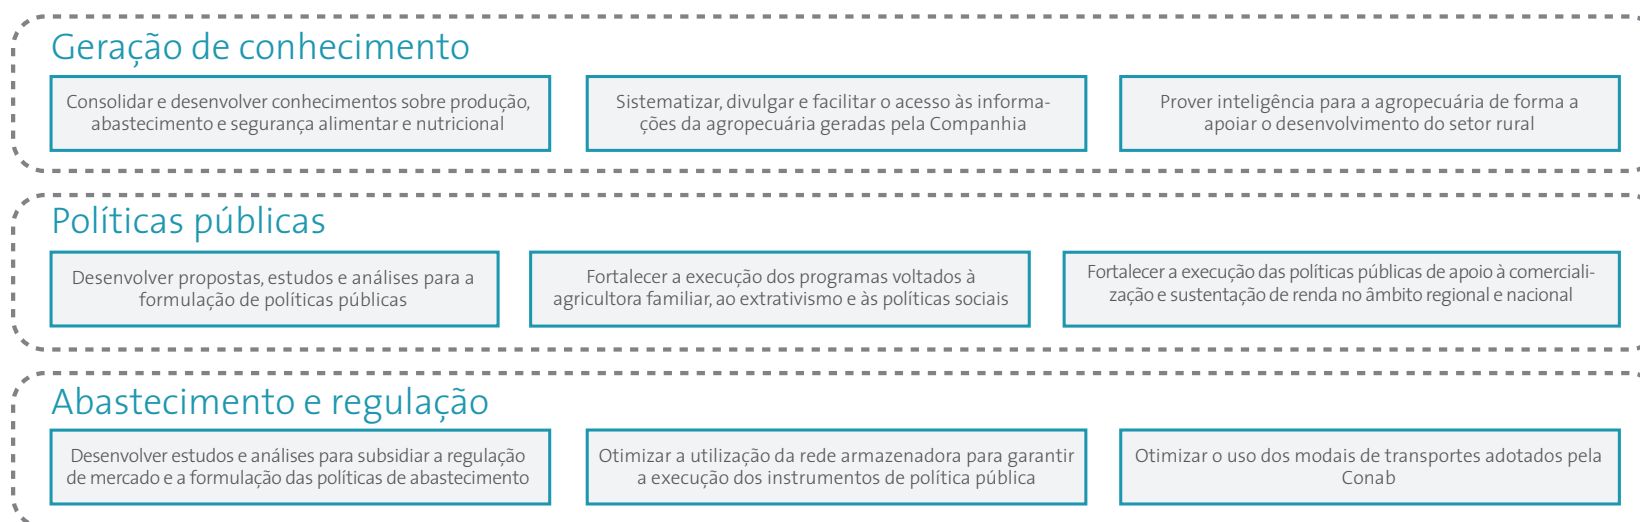 Geração de conhecimento
Consolidar e desenvolver conhecimentos sobre produção,
abastecimento e segurança alimentar e nutricional
Sistematizar, divulgar e facilitar o acesso às informa-
ções da agropecuária geradas pela Companhia
Prover inteligência para a agropecuária de forma a
apoiar o desenvolvimento do setor rural
Políticas públicas
Desenvolver propostas, estudos e análises para a
formulação de políticas públicas
Fortalecer a execução dos programas voltados à
agricultora familiar, ao extrativismo e às políticas sociais
Fortalecer a execução das políticas públicas de apoio à comerciali-
zação e sustentação de renda no âmbito regional e nacional
Abastecimento e regulação
Desenvolver estudos e análises para subsidiar a regulação
de mercado e a formulação das políticas de abastecimento
Otimizar a utilização da rede armazenadora para garantir
a execução dos instrumentos de política pública
Otimizar o uso dos modais de transportes adotados pela
Conab